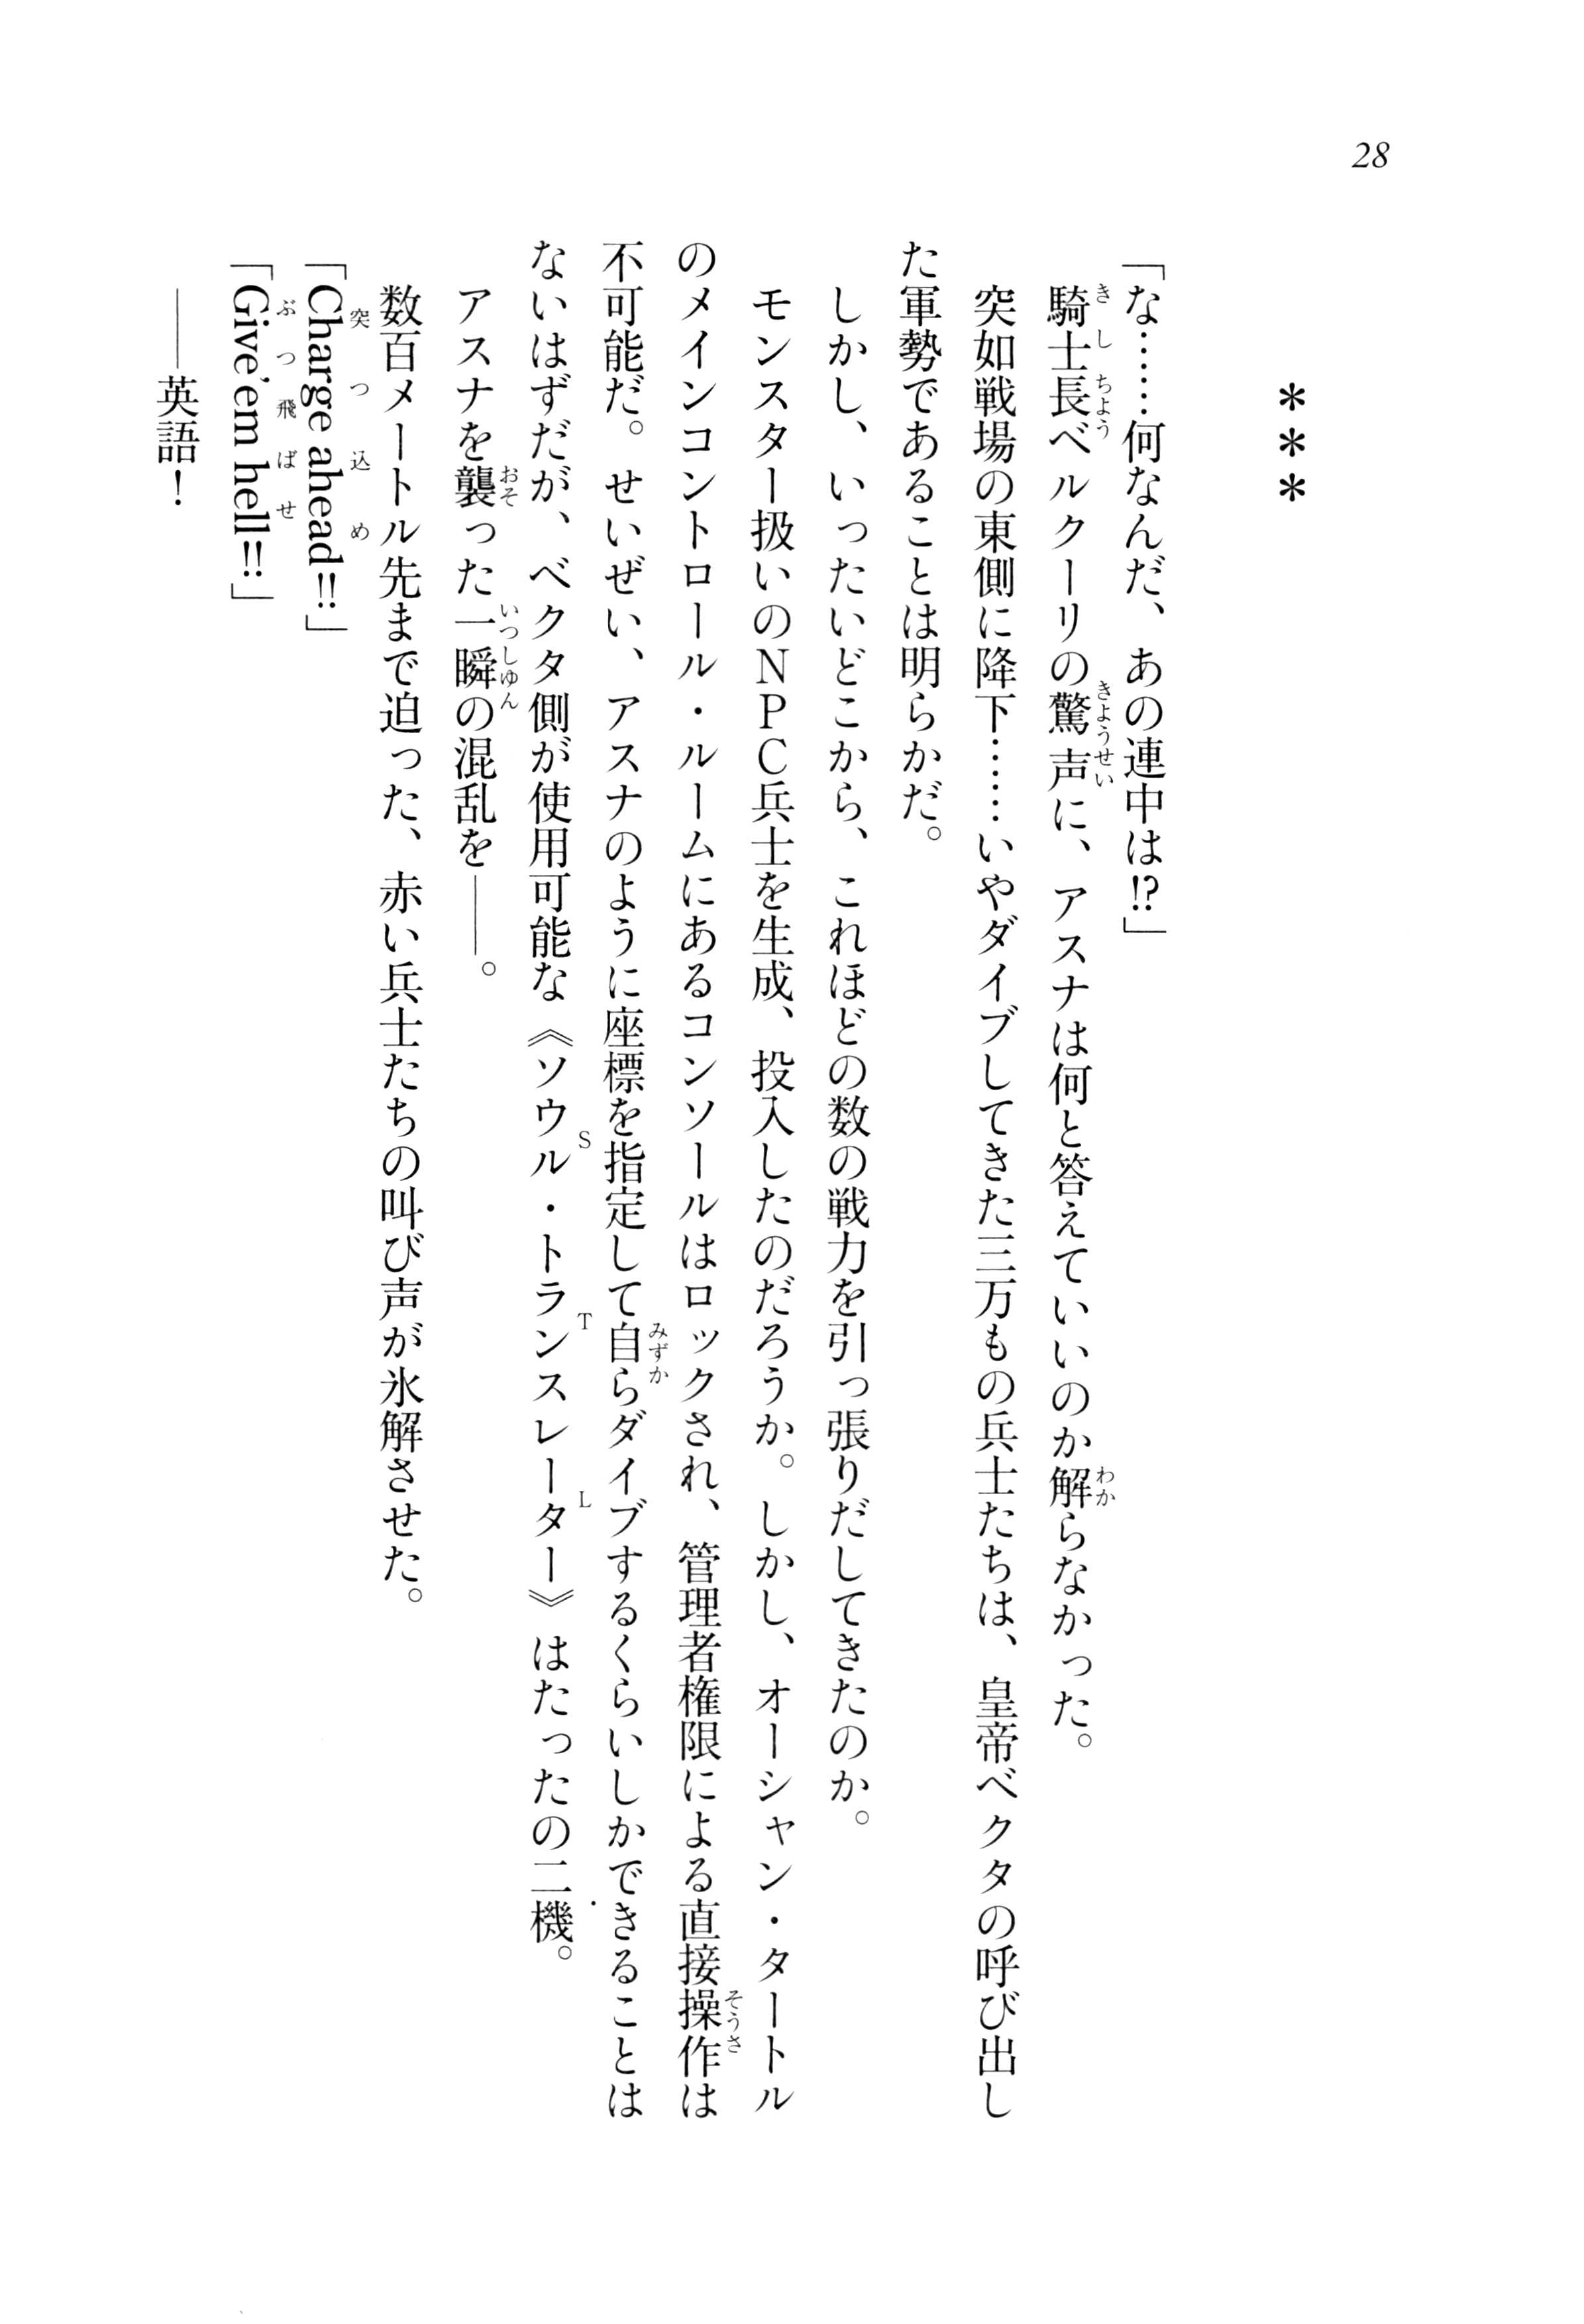 28
＊＊＊
「な……何なんだ、あの連中は!?」
騎士長ベルクーリの驚声に、アスナは何と答えていいのか解らなかった。
突如戦場の東側に降下……いやダイブしてきた三万もの兵士たちは、皇帝ベクタの呼び出し
た軍勢であることは明らかだ。
しかし、いったいどこから、これほどの数の戦力を引っ張りだしてきたのか。
モンスター扱いのＮＰＣ兵士を生成、投入したのだろうか。しかし、オーシャン・タートル
のメインコントロール・ルームにあるコンソールはロックされ、管理者権限による直接操作は
不可能だ。せいぜい、アスナのように座標を指定して自らダイブするくらいしかできることは
ないはずだが、ベクタ側が使用可能な《ソウル・トランスレーター》はたったの二機。
アスナを襲った一瞬の混乱を――。
数百メートル先まで迫った、赤い兵士たちの叫び声が氷解させた。
「Charge ahead!!」
「Give'em hell!!」
――英語！